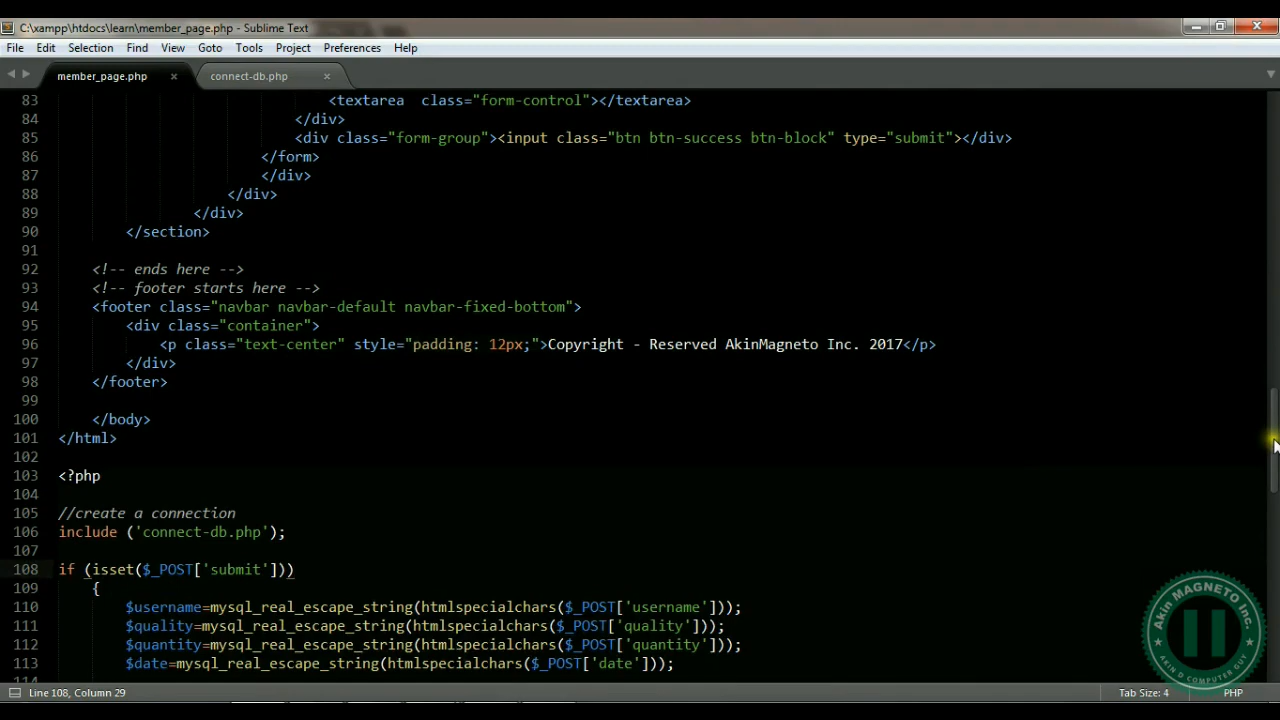 C:\xampp\htdocs\learn\member_page.php - Sublime Text
File Edit Selection Find View Goto Tools Project Preferences Help
member_page.php × connect-db.php ×
83 <textarea  class="form-control"></textarea>
84 </div>
85 <div class="form-group"><input class="btn btn-success btn-block" type="submit"></div>
86 </form>
87 </div>
88 </div>
89 </div>
90 </section>
91
92 <!-- ends here -->
93 <!-- footer starts here -->
94 <footer class="navbar navbar-default navbar-fixed-bottom">
95 <div class="container">
96 <p class="text-center" style="padding: 12px;">Copyright - Reserved AkinMagneto Inc. 2017</p>
97 </div>
98 </footer>
99
100 </body>
101 </html>
102
103 <?php
104
105 //create a connection
106 include ('connect-db.php');
107
108 if (isset($_POST['submit']))
109 {
110 $username=mysql_real_escape_string(htmlspecialchars($_POST['username']));
111 $quality=mysql_real_escape_string(htmlspecialchars($_POST['quality']));
112 $quantity=mysql_real_escape_string(htmlspecialchars($_POST['quantity']));
113 $date=mysql_real_escape_string(htmlspecialchars($_POST['date']));
114
Akin MAGNETO Inc.
AKIN D COMPUTER GUY
Line 108, Column 29
Tab Size: 4 PHP